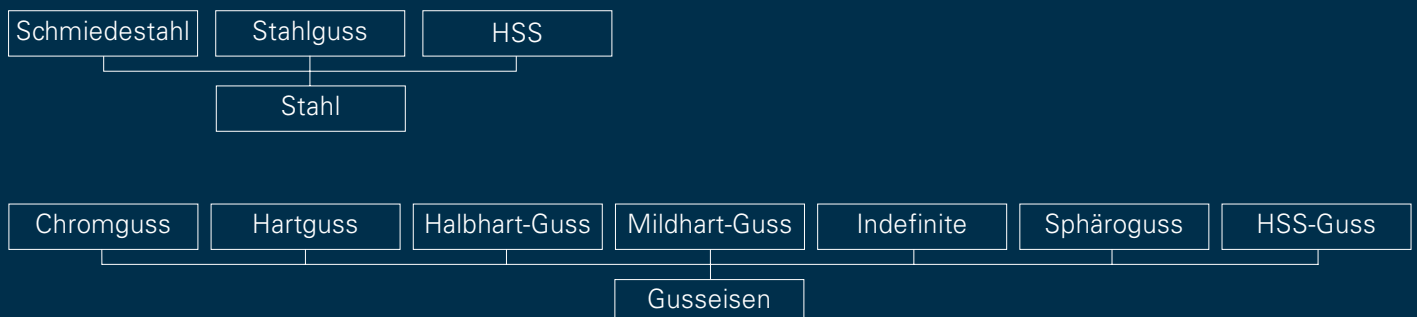 Schmiedestahl
Stahlguss
HSS
Stahl
Chromguss
Hartguss
Halbhart-Guss
Mildhart-Guss
Indefinite
Sphäroguss
HSS-Guss
Gusseisen